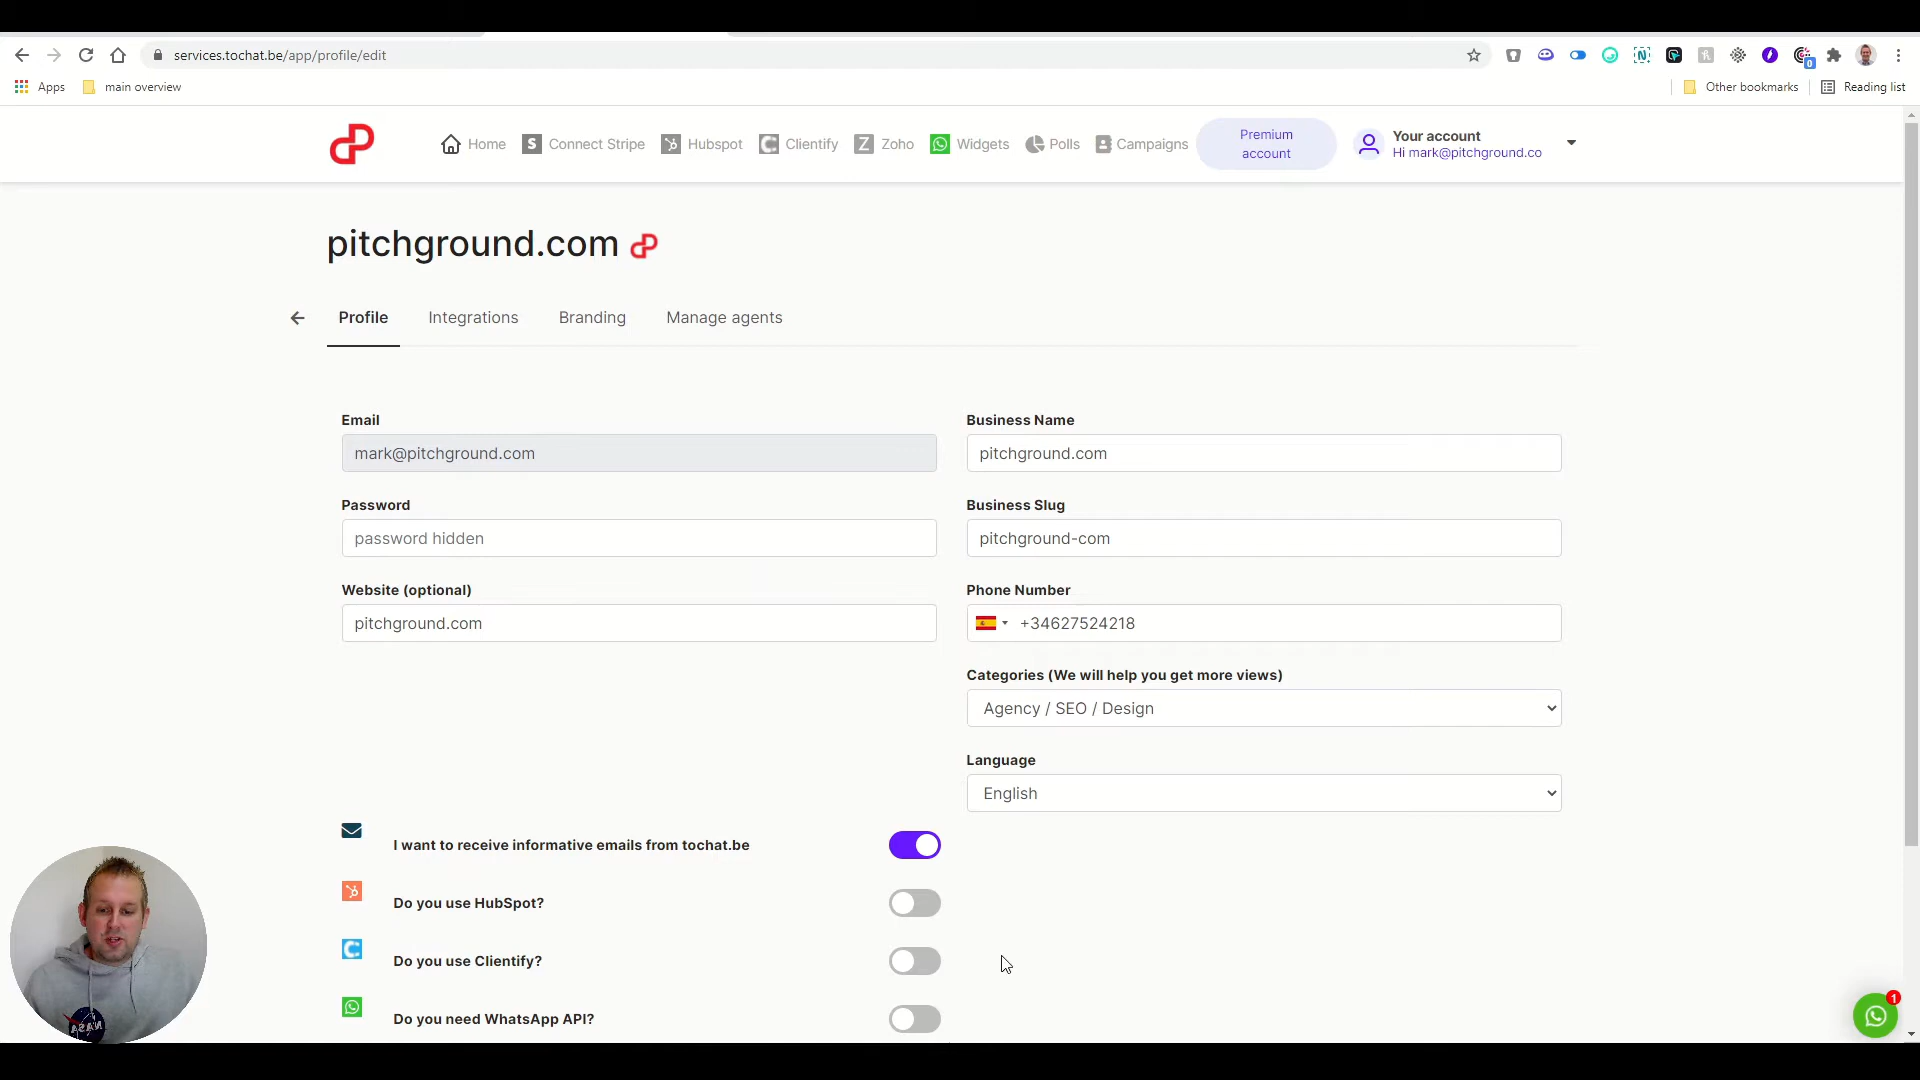 services.tochat.be/app/profile/edit
0
Apps
main overview
Other bookmarks
Reading list
Home
S
Connect Stripe
Hubspot
Clientify
Z
Zoho
Widgets
Polls
Campaigns
Premium
account
Your account
Hi mark@pitchground.co
pitchground.com
Profile
Integrations
Branding
Manage agents
Email
mark@pitchground.com
Business Name
pitchground.com
Password
password hidden
Business Slug
pitchground-com
Website (optional)
pitchground.com
Phone Number
+34627524218
Categories (We will help you get more views)
Agency / SEO / Design
Language
English
I want to receive informative emails from tochat.be
Do you use HubSpot?
Do you use Clientify?
Do you need WhatsApp API?
1
NASA